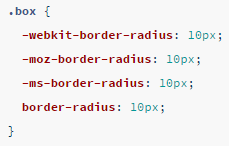 .box {
-webkit-border-radius: 10px;
-moz-border-radius: 10px;
-ms-border-radius: 10px;
border-radius: 10px;
}